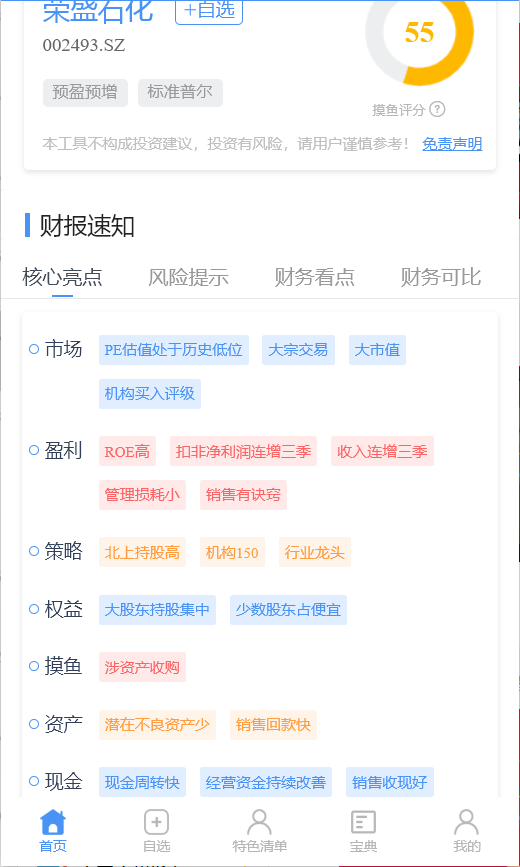 荣盛石化 +自选
55
002493.SZ
预盈预增 标准普尔
摸鱼评分 ?
本工具不构成投资建议，投资有风险，请用户谨慎参考！ 免责声明
财报速知
核心亮点 风险提示 财务看点 财务可比
市场 PE估值处于历史低位 大宗交易 大市值
机构买入评级
盈利 ROE高 扣非净利润连增三季 收入连增三季
管理损耗小 销售有诀窍
策略 北上持股高 机构150 行业龙头
权益 大股东持股集中 少数股东占便宜
摸鱼 涉资产收购
资产 潜在不良资产少 销售回款快
现金 现金周转快 经营资金持续改善 销售收现好
首页 自选 特色清单 宝典 我的